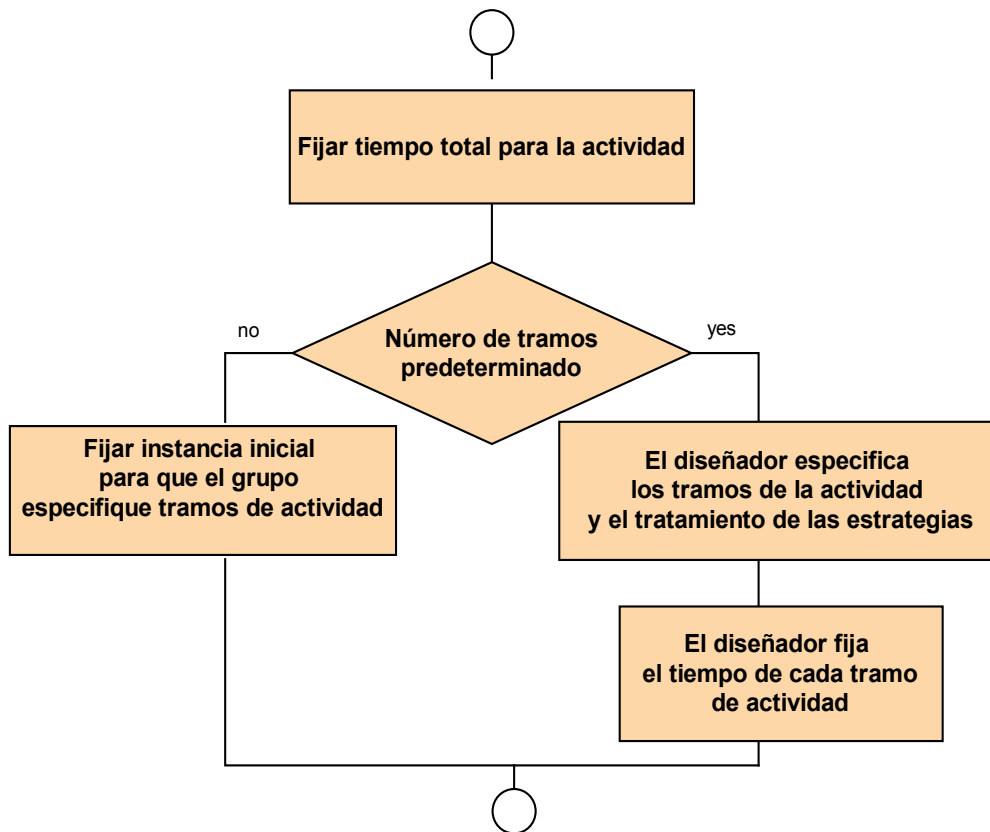 Fijar tiempo total para la actividad
Número de tramos
predeterminado
no
yes
Fijar instancia inicial
para que el grupo
especifique tramos de actividad
El diseñador especifica
los tramos de la actividad
y el tratamiento de las estrategias
El diseñador fija
el tiempo de cada tramo
de actividad